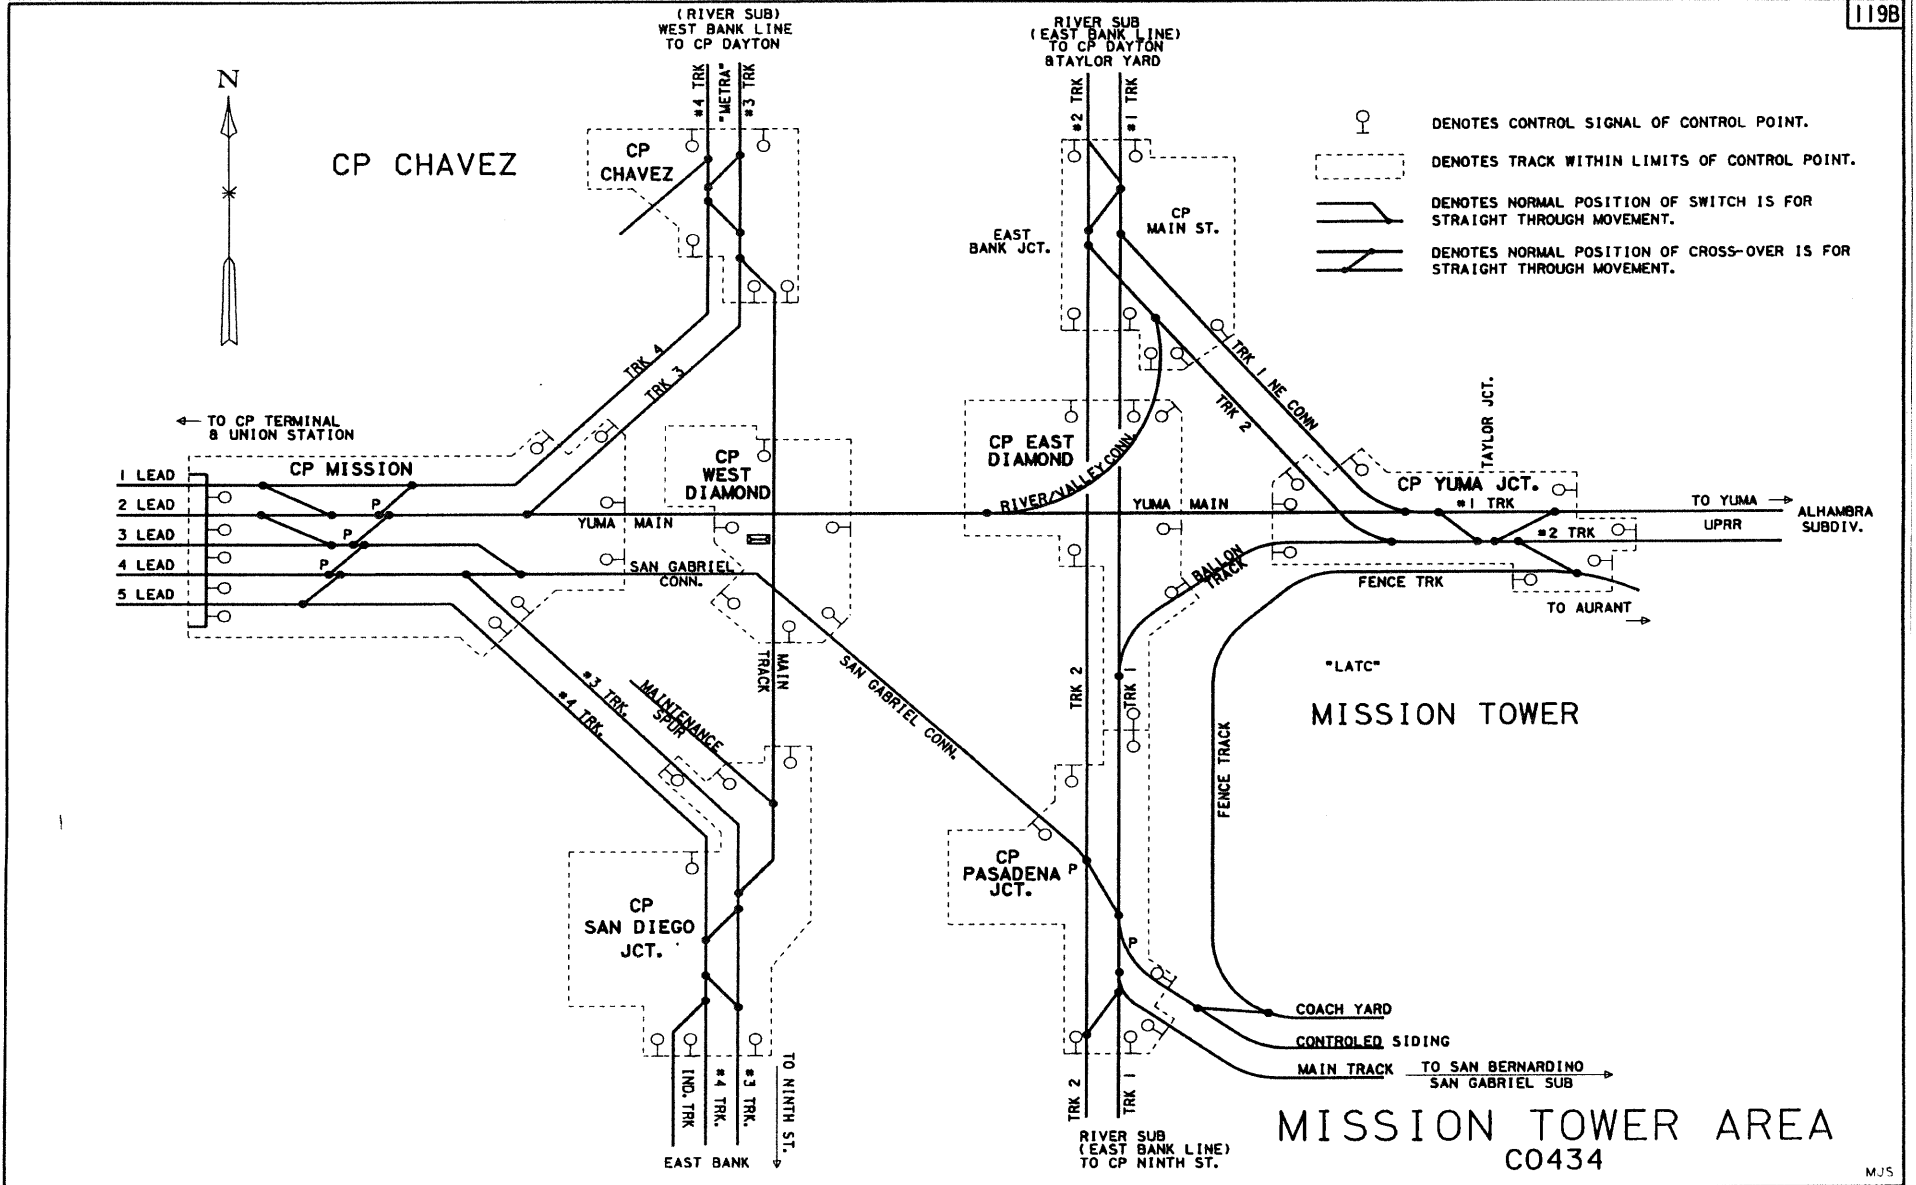 119B
(RIVER SUB)
WEST BANK LINE
TO CP DAYTON
RIVER SUB
(EAST BANK LINE)
TO CP DAYTON
&TAYLOR YARD
N
#4 TRK
"METRA"
#3 TRK
#2 TRK
#1 TRK
CP CHAVEZ
CP
CHAVEZ
DENOTES CONTROL SIGNAL OF CONTROL POINT.
DENOTES TRACK WITHIN LIMITS OF CONTROL POINT.
DENOTES NORMAL POSITION OF SWITCH IS FOR
STRAIGHT THROUGH MOVEMENT.
DENOTES NORMAL POSITION OF CROSS-OVER IS FOR
STRAIGHT THROUGH MOVEMENT.
CP
MAIN ST.
EAST
BANK JCT.
TRK 4
TRK 3
TRK 1 NE CONN
TRK 2
TAYLOR JCT.
TO CP TERMINAL
& UNION STATION
CP MISSION
1 LEAD
2 LEAD
3 LEAD
4 LEAD
5 LEAD
P
P
P
CP
WEST
DIAMOND
YUMA MAIN
SAN GABRIEL
CONN.
CP EAST
DIAMOND
RIVER/VALLEY CONN.
YUMA MAIN
CP YUMA JCT.
#1 TRK
#2 TRK
TO YUMA
UPRR
ALHAMBRA
SUBDIV.
BALLON
TRACK
FENCE TRK
TO AURANT
"LATC"
MISSION TOWER
#3 TRK.
#4 TRK.
MAINTENANCE
SPUR
MAIN
TRACK
SAN GABRIEL CONN.
TRK 2
TRK 1
FENCE TRACK
CP
SAN DIEGO
JCT.
CP
PASADENA
JCT.
P
P
COACH YARD
CONTROLED SIDING
MAIN TRACK
TO SAN BERNARDINO
SAN GABRIEL SUB
IND. TRK
#4 TRK.
#3 TRK.
TO NINTH ST.
EAST BANK
TRK 2
TRK 1
RIVER SUB
(EAST BANK LINE)
TO CP NINTH ST.
MISSION TOWER AREA
CO434
MJS